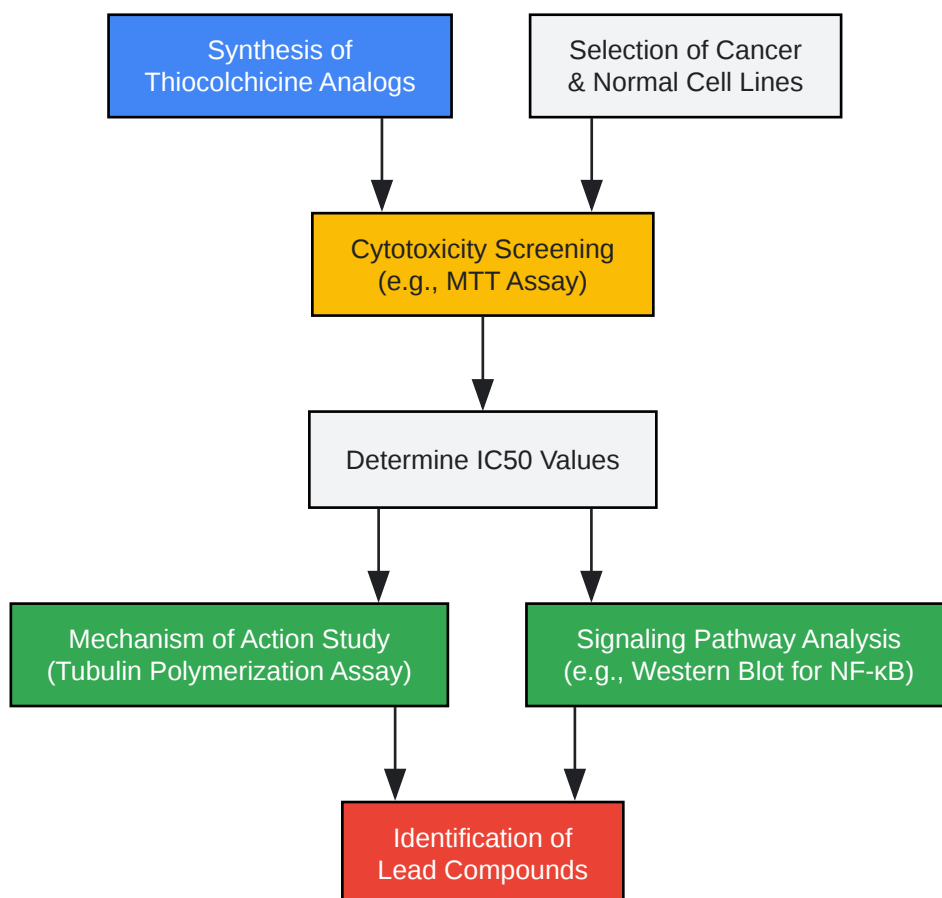 Synthesis of
Thiocolchicine Analogs
Selection of Cancer
& Normal Cell Lines
Cytotoxicity Screening
(e.g., MTT Assay)
Determine IC50 Values
Mechanism of Action Study
(Tubulin Polymerization Assay)
Signaling Pathway Analysis
(e.g., Western Blot for NF-κB)
Identification of
Lead Compounds